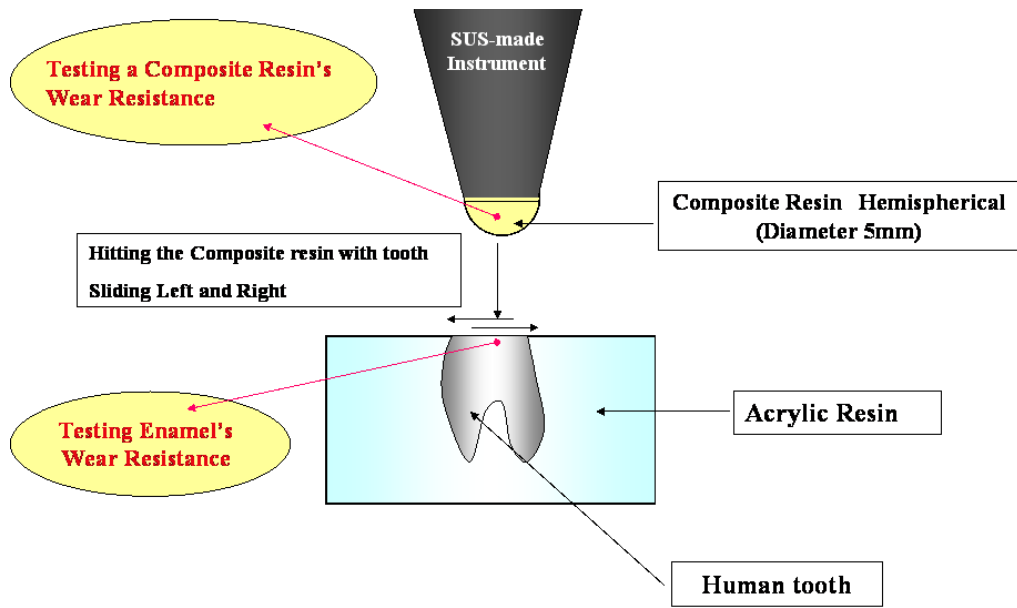 SUS-made
Instrument
Testing a Composite Resin's
Wear Resistance
Composite Resin Hemispherical
(Diameter 5mm)
Hitting the Composite resin with tooth
Sliding Left and Right
Acrylic Resin
Testing Enamel's
Wear Resistance
Human tooth